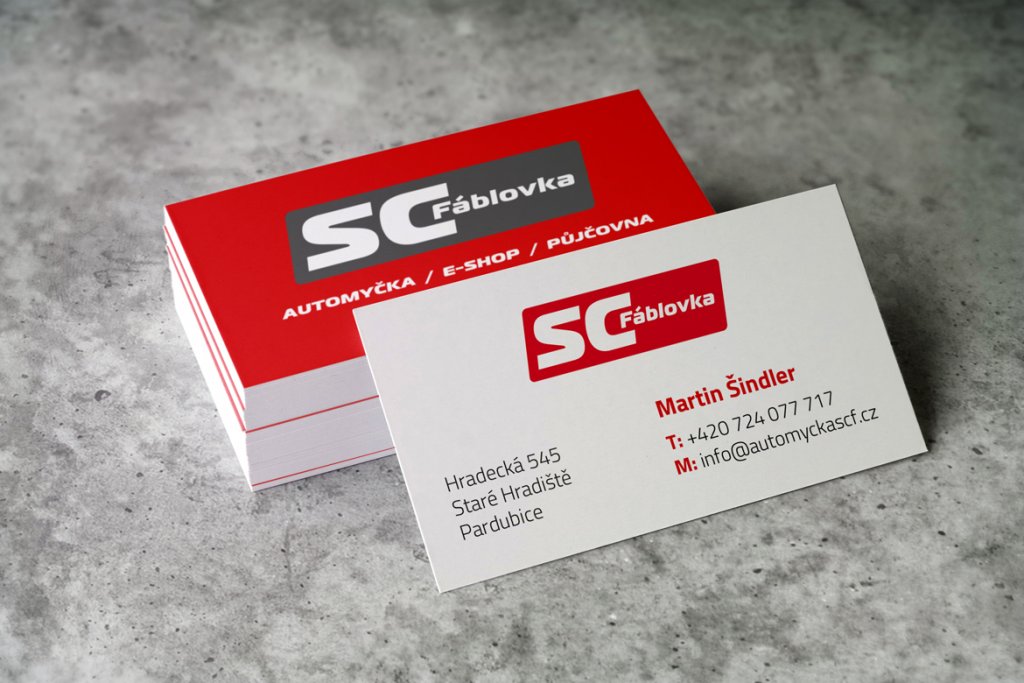 SC Fáblovka
AUTOMYČKA / E-SHOP / PŮJČOVNA
SC Fáblovka
Martin Šindler
T: +420 724 077 717
M: info@automyckascf.cz
Hradecká 545
Staré Hradiště
Pardubice